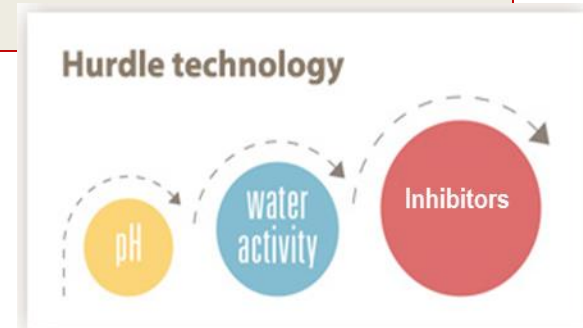 Hurdle technology
pH
water
activity
Inhibitors